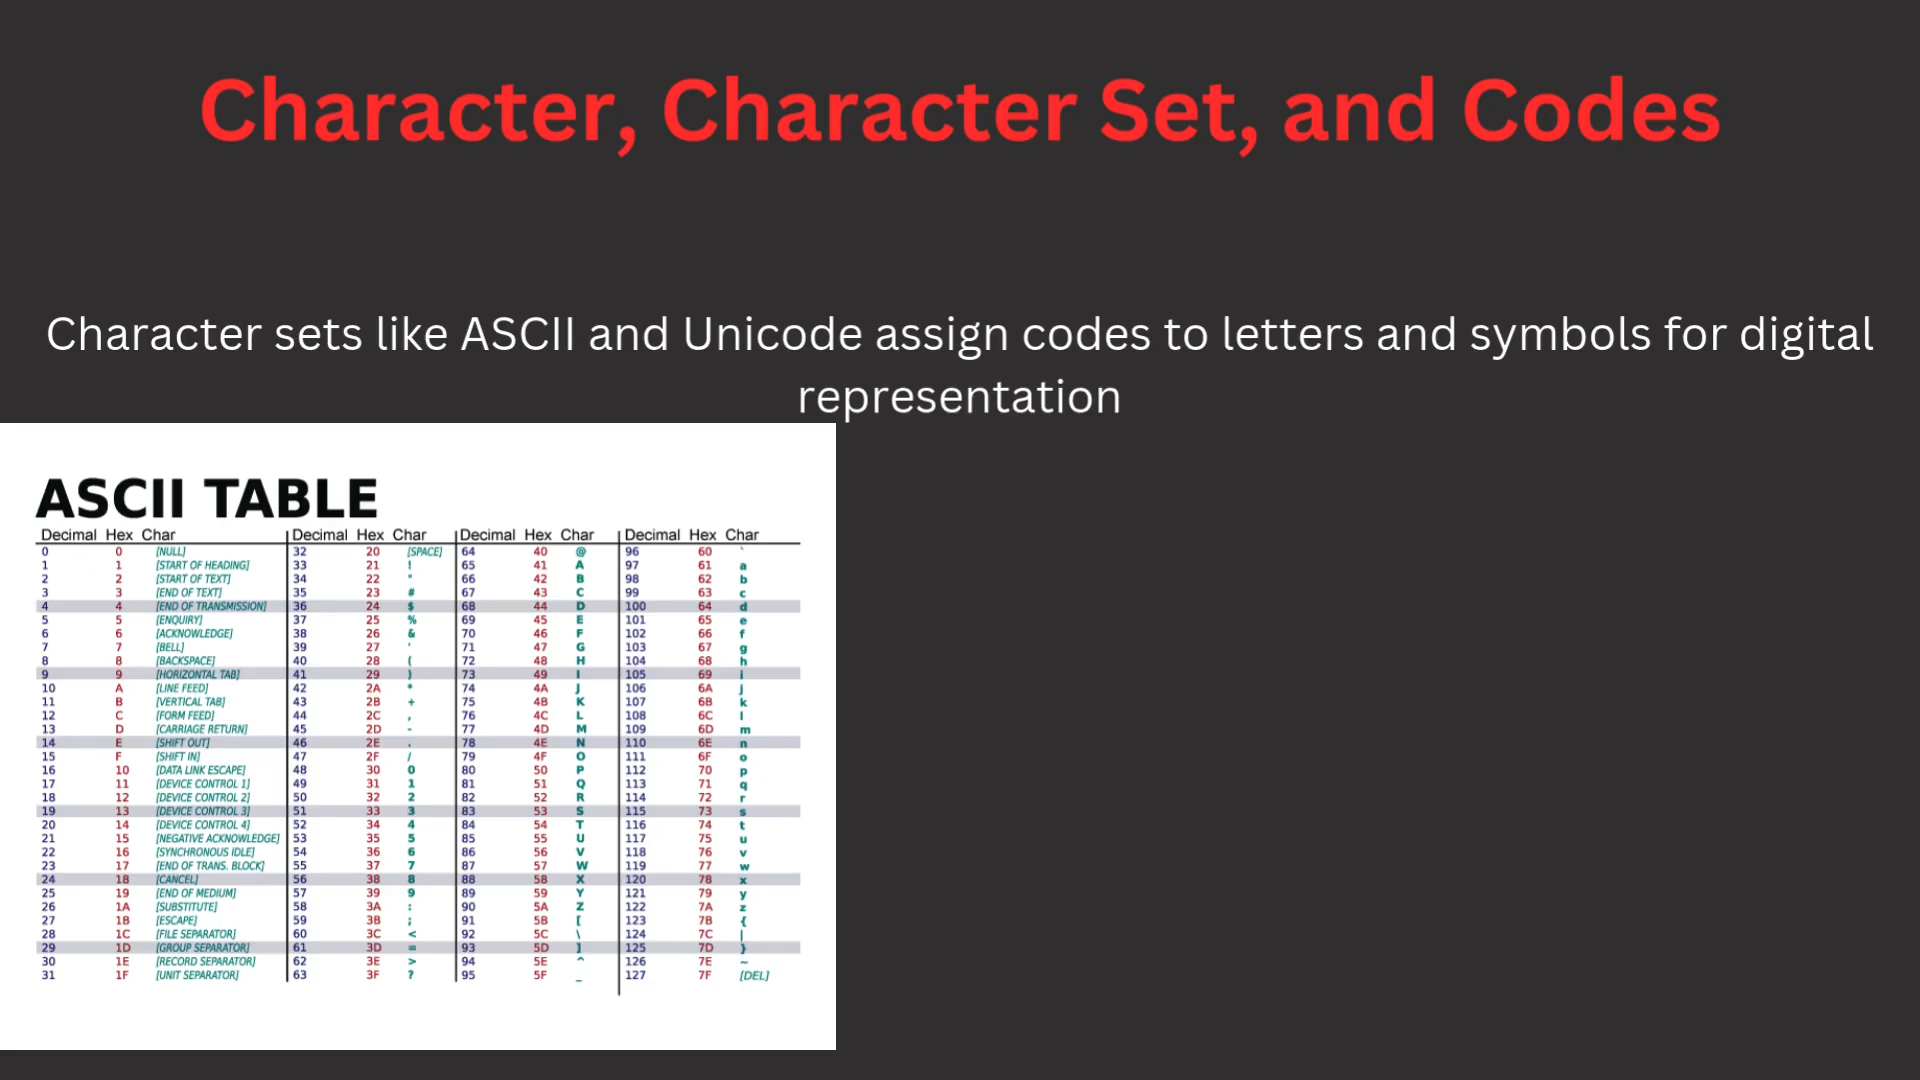 Character, Character Set, and Codes
Character sets like ASCII and Unicode assign codes to letters and symbols for digital
representation
ASCII TABLE
Decimal Hex Char Decimal Hex Char Decimal Hex Char Decimal Hex Char
0 0 [NULL] 32 20 [SPACE] 64 40 @ 96 60 `
1 1 [START OF HEADING] 33 21 ! 65 41 A 97 61 a
2 2 [START OF TEXT] 34 22 " 66 42 B 98 62 b
3 3 [END OF TEXT] 35 23 # 67 43 C 99 63 c
4 4 [END OF TRANSMISSION] 36 24 $ 68 44 D 100 64 d
5 5 [ENQUIRY] 37 25 % 69 45 E 101 65 e
6 6 [ACKNOWLEDGE] 38 26 & 70 46 F 102 66 f
7 7 [BELL] 39 27 ' 71 47 G 103 67 g
8 8 [BACKSPACE] 40 28 ( 72 48 H 104 68 h
9 9 [HORIZONTAL TAB] 41 29 ) 73 49 I 105 69 i
10 A [LINE FEED] 42 2A * 74 4A J 106 6A j
11 B [VERTICAL TAB] 43 2B + 75 4B K 107 6B k
12 C [FORM FEED] 44 2C , 76 4C L 108 6C l
13 D [CARRIAGE RETURN] 45 2D - 77 4D M 109 6D m
14 E [SHIFT OUT] 46 2E . 78 4E N 110 6E n
15 F [SHIFT IN] 47 2F / 79 4F O 111 6F o
16 10 [DATA LINK ESCAPE] 48 30 0 80 50 P 112 70 p
17 11 [DEVICE CONTROL 1] 49 31 1 81 51 Q 113 71 q
18 12 [DEVICE CONTROL 2] 50 32 2 82 52 R 114 72 r
19 13 [DEVICE CONTROL 3] 51 33 3 83 53 S 115 73 s
20 14 [DEVICE CONTROL 4] 52 34 4 84 54 T 116 74 t
21 15 [NEGATIVE ACKNOWLEDGE] 53 35 5 85 55 U 117 75 u
22 16 [SYNCHRONOUS IDLE] 54 36 6 86 56 V 118 76 v
23 17 [END OF TRANS. BLOCK] 55 37 7 87 57 W 119 77 w
24 18 [CANCEL] 56 38 8 88 58 X 120 78 x
25 19 [END OF MEDIUM] 57 39 9 89 59 Y 121 79 y
26 1A [SUBSTITUTE] 58 3A : 90 5A Z 122 7A z
27 1B [ESCAPE] 59 3B ; 91 5B [ 123 7B {
28 1C [FILE SEPARATOR] 60 3C < 92 5C \ 124 7C |
29 1D [GROUP SEPARATOR] 61 3D = 93 5D ] 125 7D }
30 1E [RECORD SEPARATOR] 62 3E > 94 5E ^ 126 7E ~
31 1F [UNIT SEPARATOR] 63 3F ? 95 5F _ 127 7F [DEL]